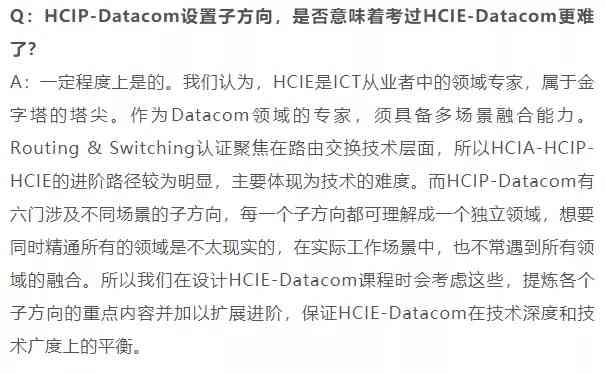 Q：HCIP-Datacom设置子方向，是否意味着考过HCIE-Datacom更难
了？
A：一定程度上是的。我们认为，HCIE是ICT从业者中的领域专家，属于金
字塔的塔尖。作为Datacom领域的专家，须具备多场景融合能力。
Routing & Switching认证聚焦在路由交换技术层面，所以HCIA-HCIP-
HCIE的进阶路径较为明显，主要体现为技术的难度。而HCIP-Datacom有
六门涉及不同场景的子方向，每一个子方向都可理解成一个独立领域，想要
同时精通所有的领域是不太现实的，在实际工作场景中，也不常遇到所有领
域的融合。所以我们在设计HCIE-Datacom课程时会考虑这些，提炼各个
子方向的重点内容并加以扩展进阶，保证HCIE-Datacom在技术深度和技
术广度上的平衡。